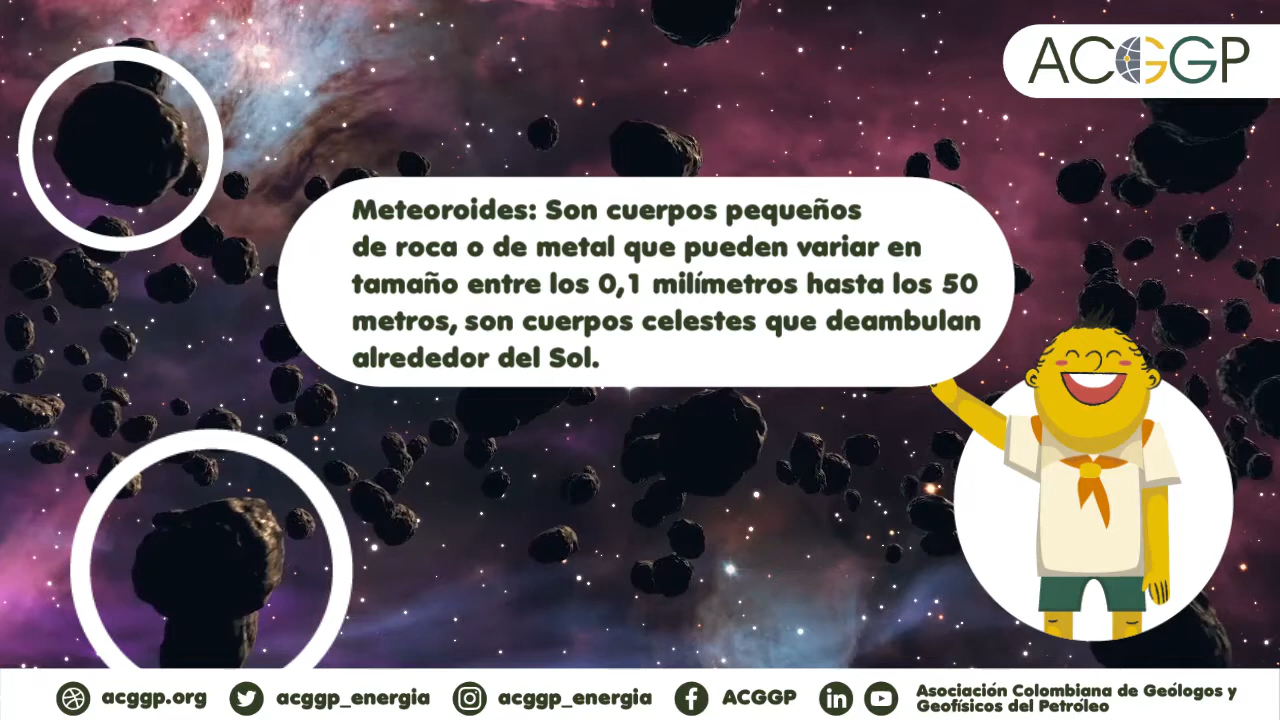 ACGGP
Meteoroides: Son cuerpos pequeños
de roca o de metal que pueden variar en
tamaño entre los 0,1 milímetros hasta los 50
metros, son cuerpos celestes que deambulan
alrededor del Sol.
acggp.org
acggp_energia
acggp_energia
ACGGP
Asociación Colombiana de Geólogos y
Geofísicos del Petróleo